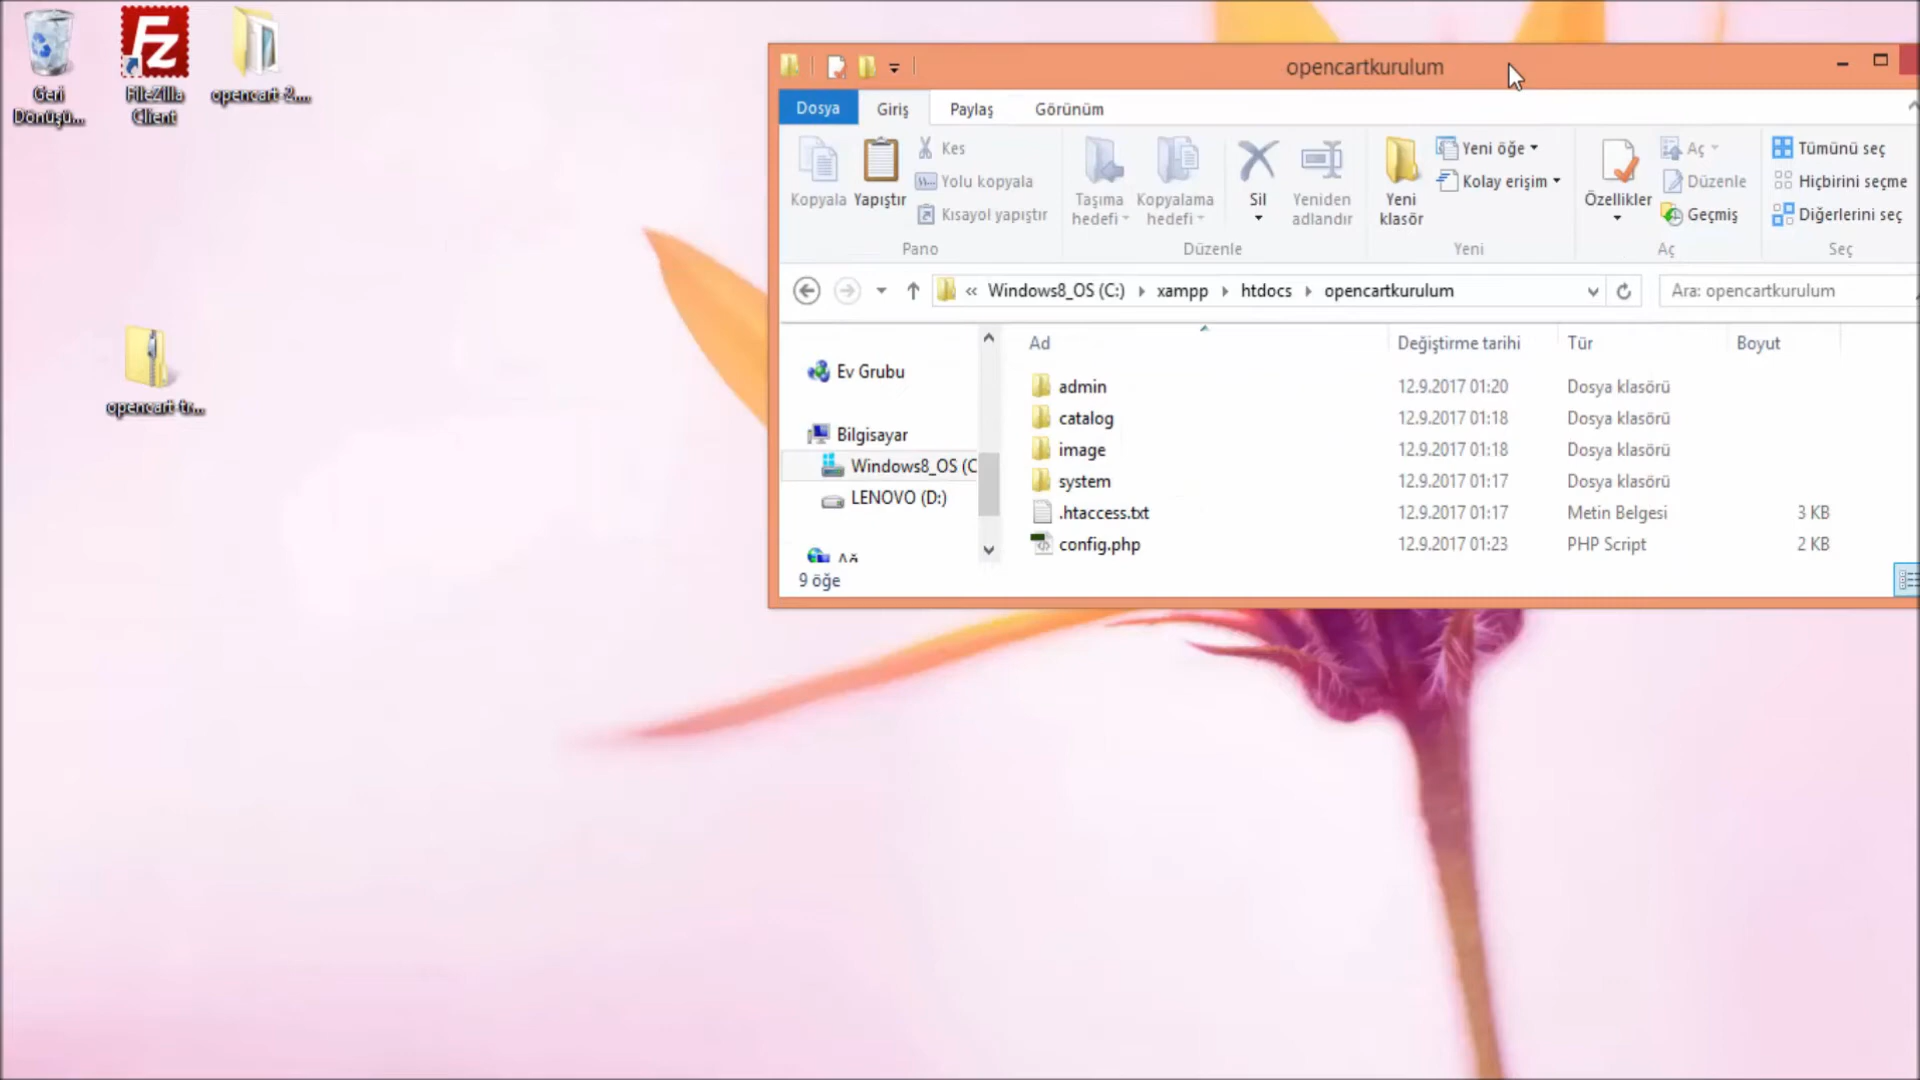 Geri
Dönüşü...
FileZilla
Client
opencart-2....
opencart-tr...
opencartkurulum
Dosya
Giriş
Paylaş
Görünüm
Kopyala
Yapıştır
Kes
Yolu kopyala
Kısayol yapıştır
Pano
Taşıma
hedefi
Kopyalama
hedefi
Sil
Yeniden
adlandır
Düzenle
Yeni
klasör
Yeni öğe
Kolay erişim
Yeni
Özellikler
Aç
Düzenle
Geçmiş
Aç
Tümünü seç
Hiçbirini seçme
Diğerlerini seç
Seç
« Windows8_OS (C:) xampp htdocs opencartkurulum
Ara: opencartkurulum
Ev Grubu
Bilgisayar
Windows8_OS (C
LENOVO (D:)
Ağ
Ad Değiştirme tarihi Tür Boyut
admin 12.9.2017 01:20 Dosya klasörü
catalog 12.9.2017 01:18 Dosya klasörü
image 12.9.2017 01:18 Dosya klasörü
system 12.9.2017 01:17 Dosya klasörü
.htaccess.txt 12.9.2017 01:17 Metin Belgesi 3 KB
config.php 12.9.2017 01:23 PHP Script 2 KB
9 öğe